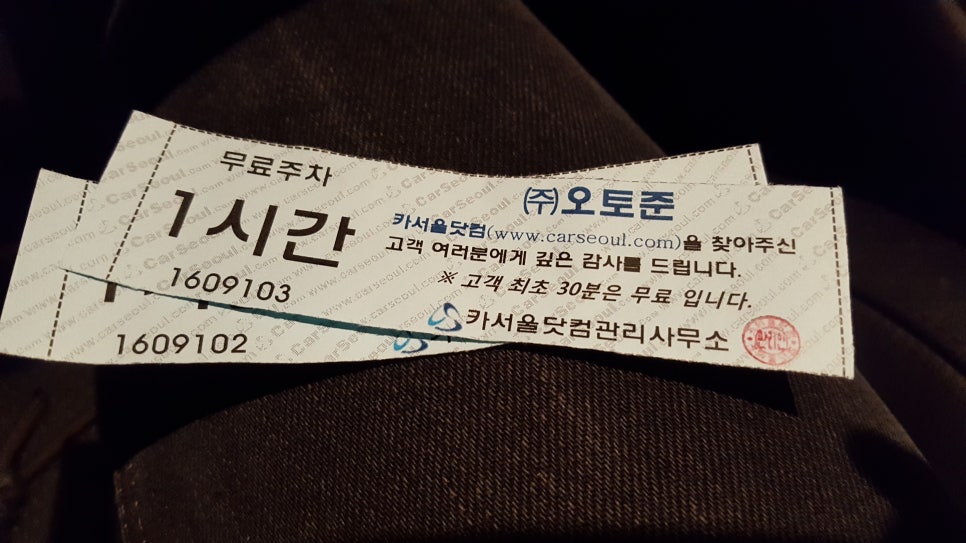 무료주차
1시간
1609103
(주)오토준
카서울닷컴(www.carseoul.com)을 찾아주신
고객 여러분에게 깊은 감사를 드립니다.
※ 고객 최초 30분은 무료 입니다.
카서울닷컴관리사무소
1609102